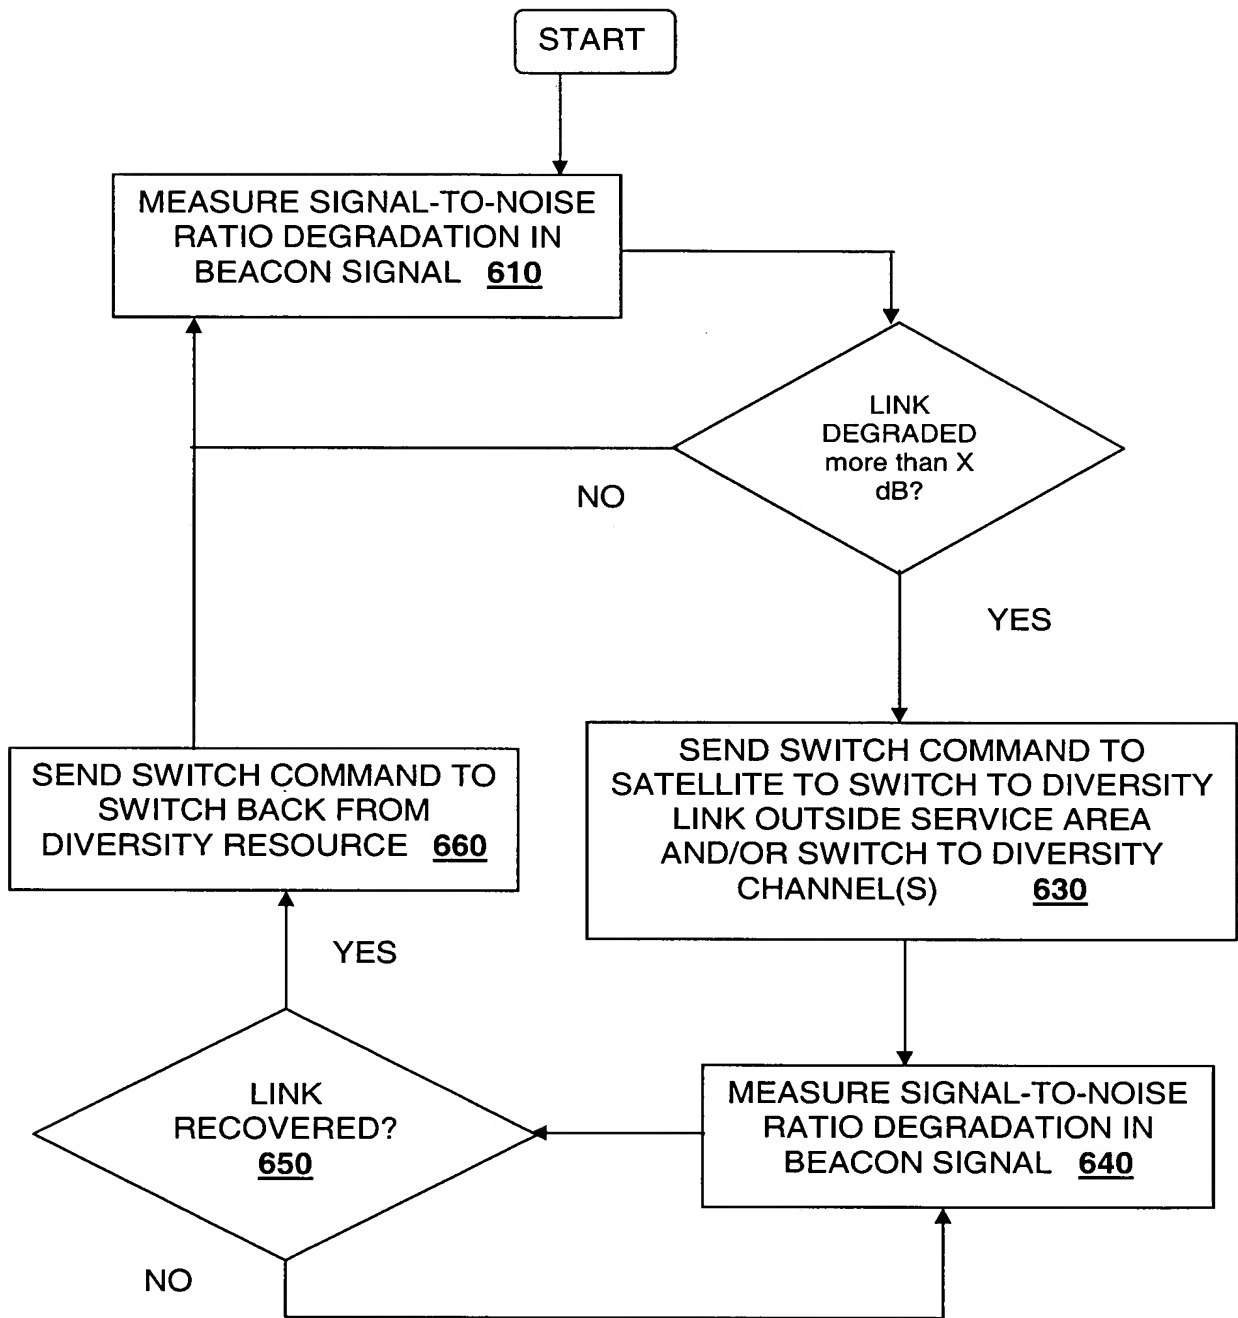 START
MEASURE SIGNAL-TO-NOISE
RATIO DEGRADATION IN
BEACON SIGNAL 610
LINK
DEGRADED
more than X
dB?
NO
YES
SEND SWITCH COMMAND TO
SATELLITE TO SWITCH TO DIVERSITY
LINK OUTSIDE SERVICE AREA
AND/OR SWITCH TO DIVERSITY
CHANNEL(S) 630
MEASURE SIGNAL-TO-NOISE
RATIO DEGRADATION IN
BEACON SIGNAL 640
LINK
RECOVERED?
650
NO
YES
SEND SWITCH COMMAND TO
SWITCH BACK FROM
DIVERSITY RESOURCE 660